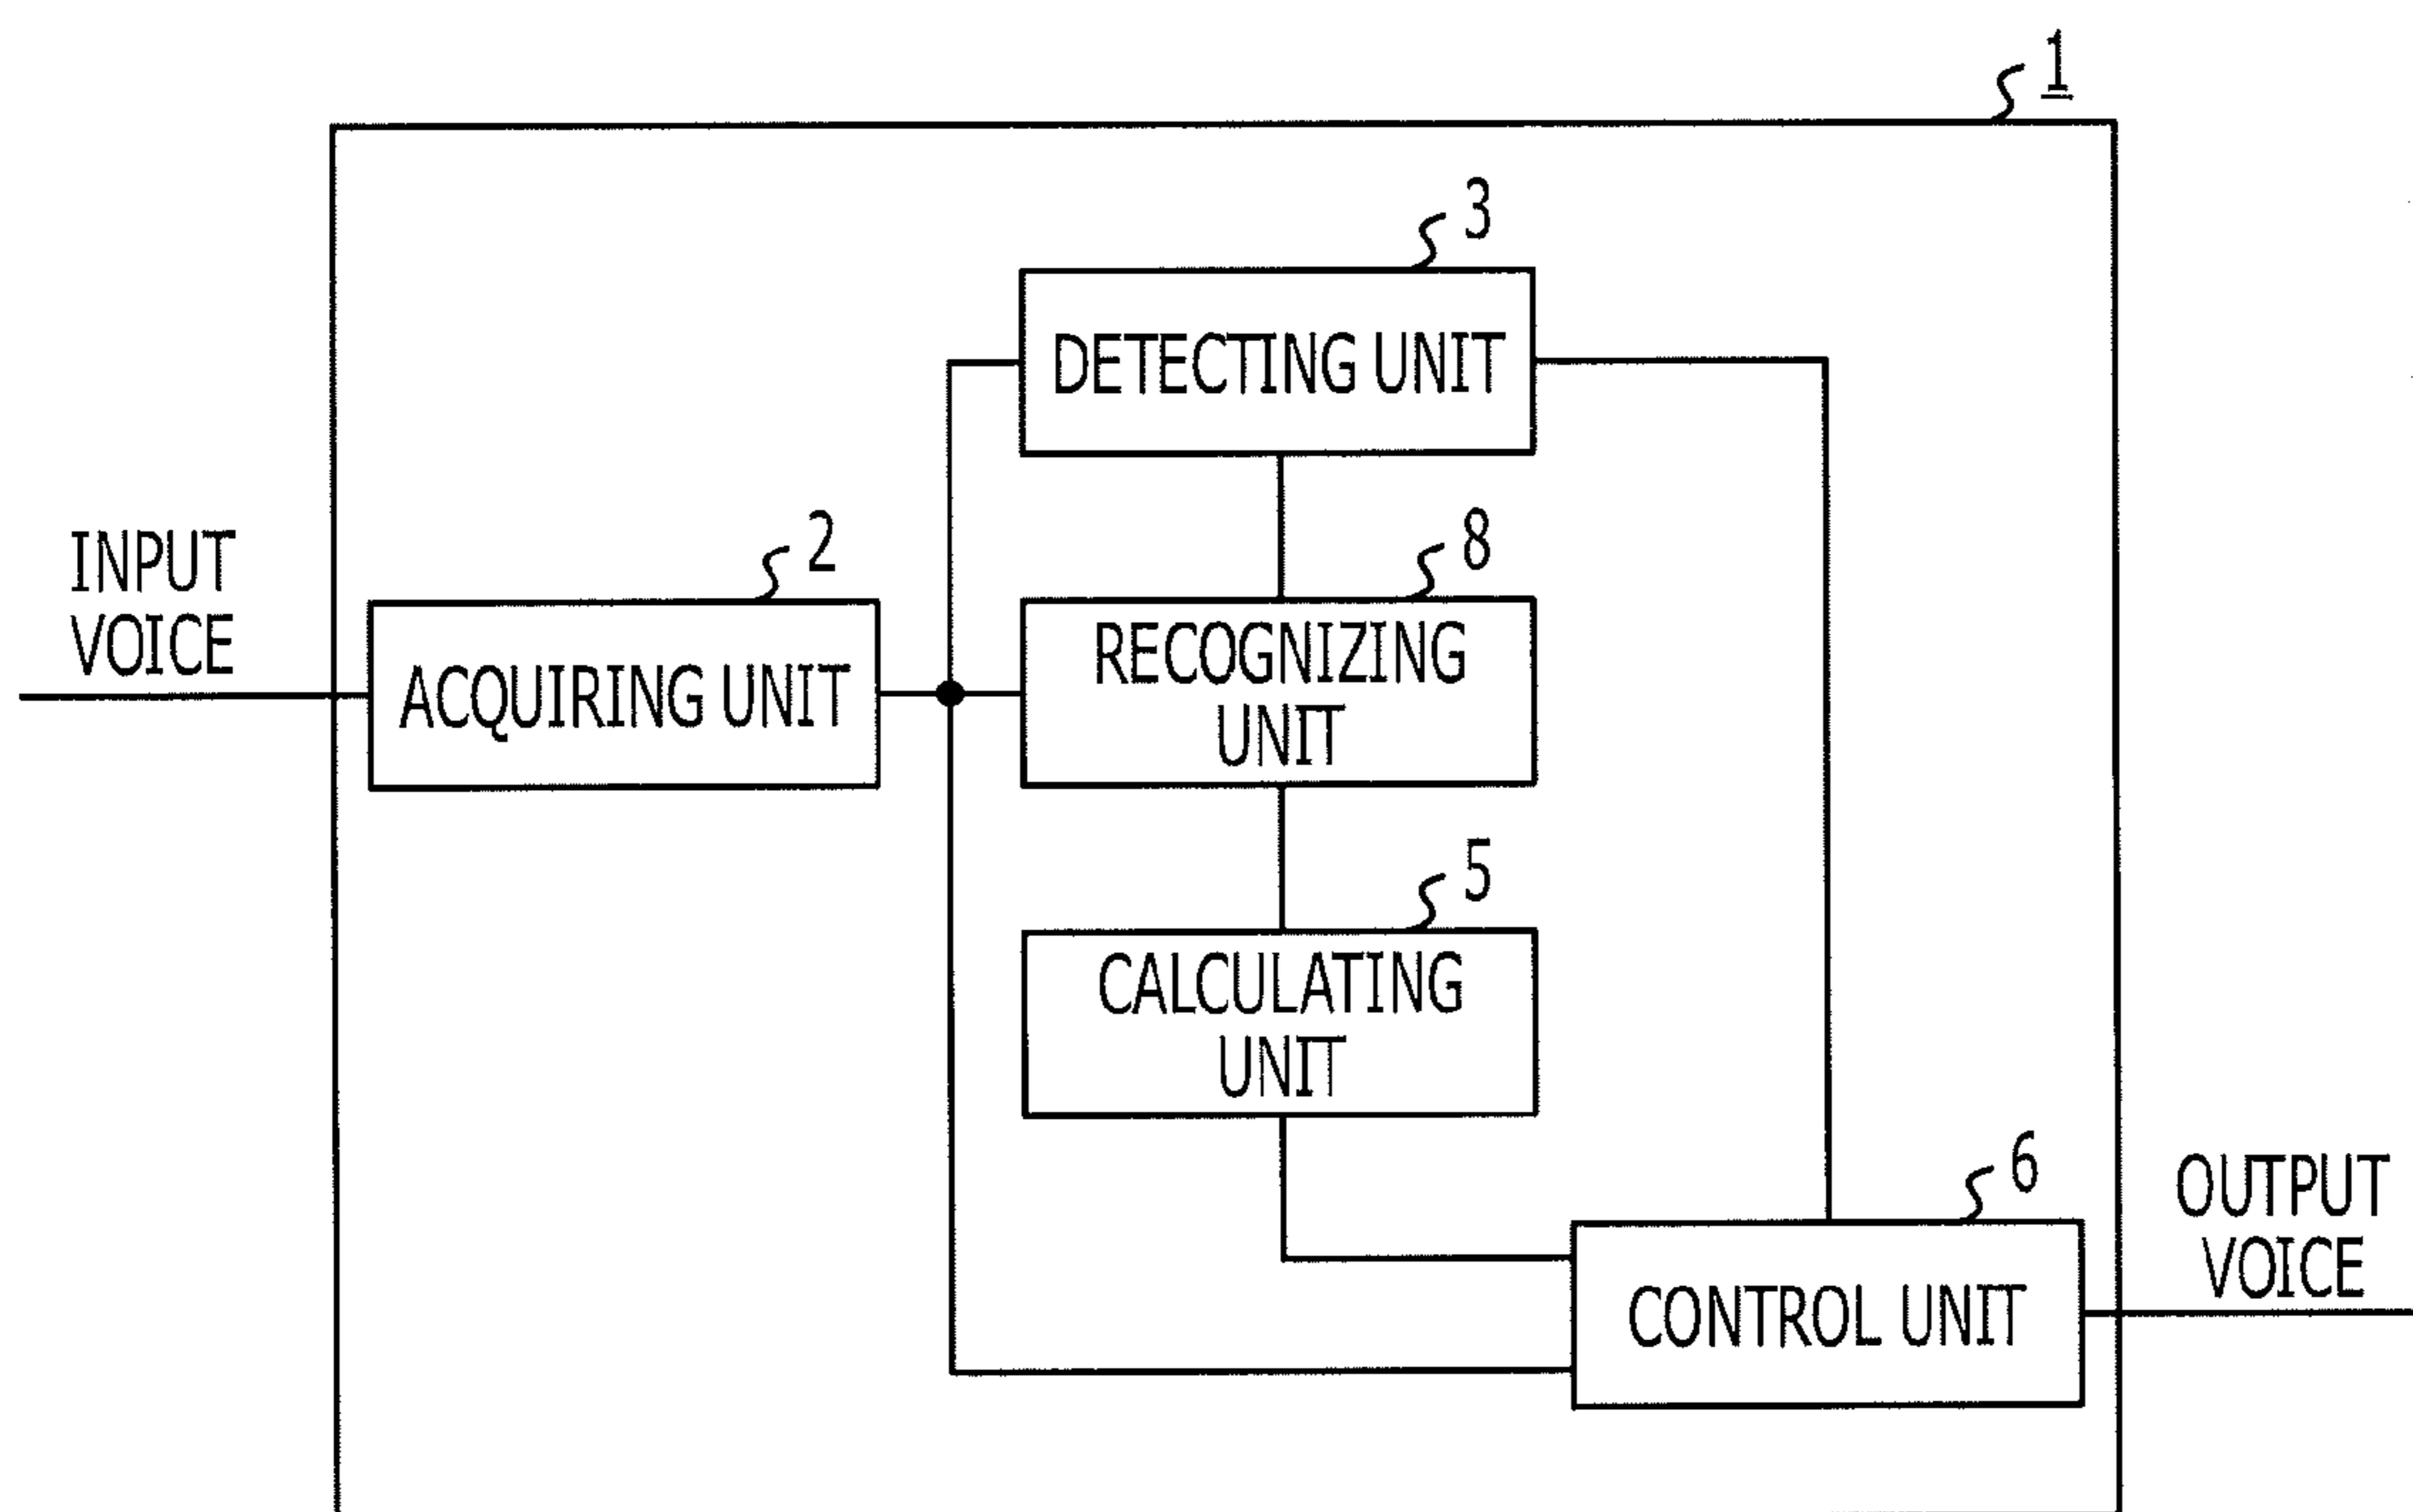 1
3
DETECTING UNIT
INPUT
VOICE
2
ACQUIRING UNIT
8
RECOGNIZING
UNIT
5
CALCULATING
UNIT
6
CONTROL UNIT
OUTPUT
VOICE